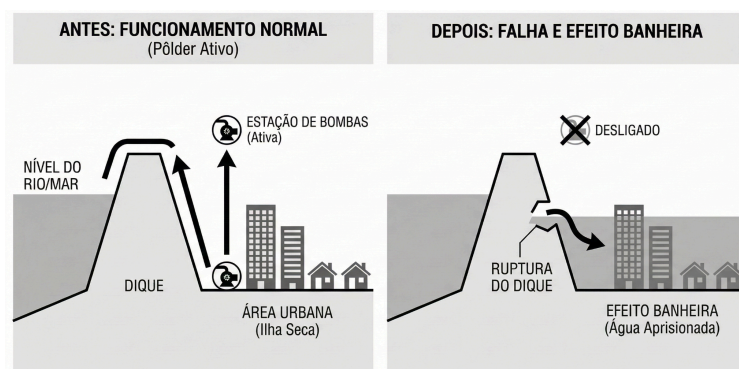 ANTES: FUNCIONAMENTO NORMAL
(Pôlder Ativo)
ESTAÇÃO DE BOMBAS
(Ativa)
NÍVEL DO
RIO/MAR
DIQUE
ÁREA URBANA
(Ilha Seca)
DEPOIS: FALHA E EFEITO BANHEIRA
DESLIGADO
RUPTURA
DO DIQUE
EFEITO BANHEIRA
(Água Aprisionada)